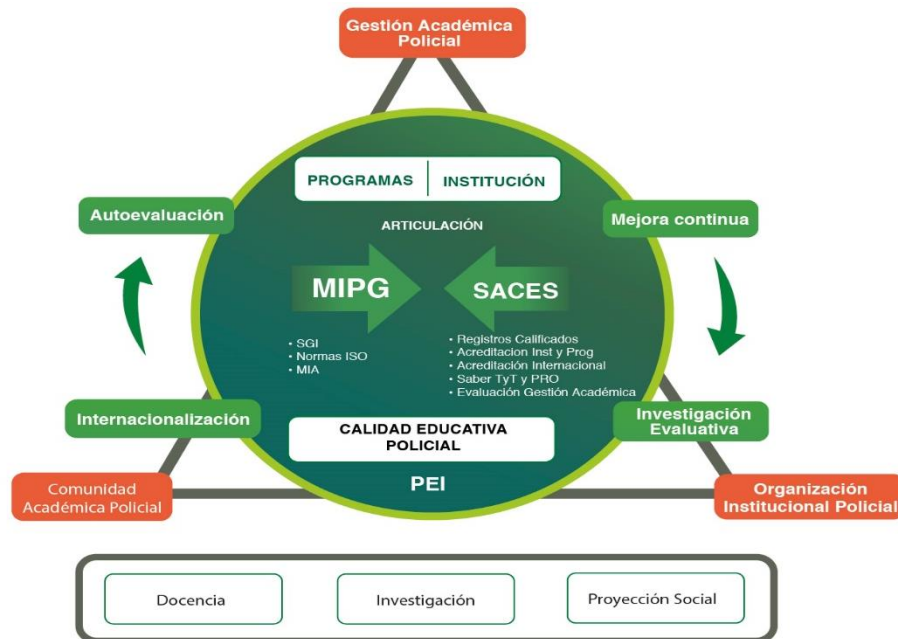 Gestión Académica
Policial
PROGRAMAS
INSTITUCIÓN
Autoevaluación
Mejora continua
ARTICULACIÓN
MIPG
SACES
• SGI
• Normas ISO
• MIA
• Registros Calificados
• Acreditacion Inst y Prog
• Acreditación Internacional
• Saber TyT y PRO
• Evaluación Gestión Académica
Internacionalización
Investigación
Evaluativa
CALIDAD EDUCATIVA
POLICIAL
PEI
Comunidad
Académica Policial
Organización
Institucional Policial
Docencia
Investigación
Proyección Social